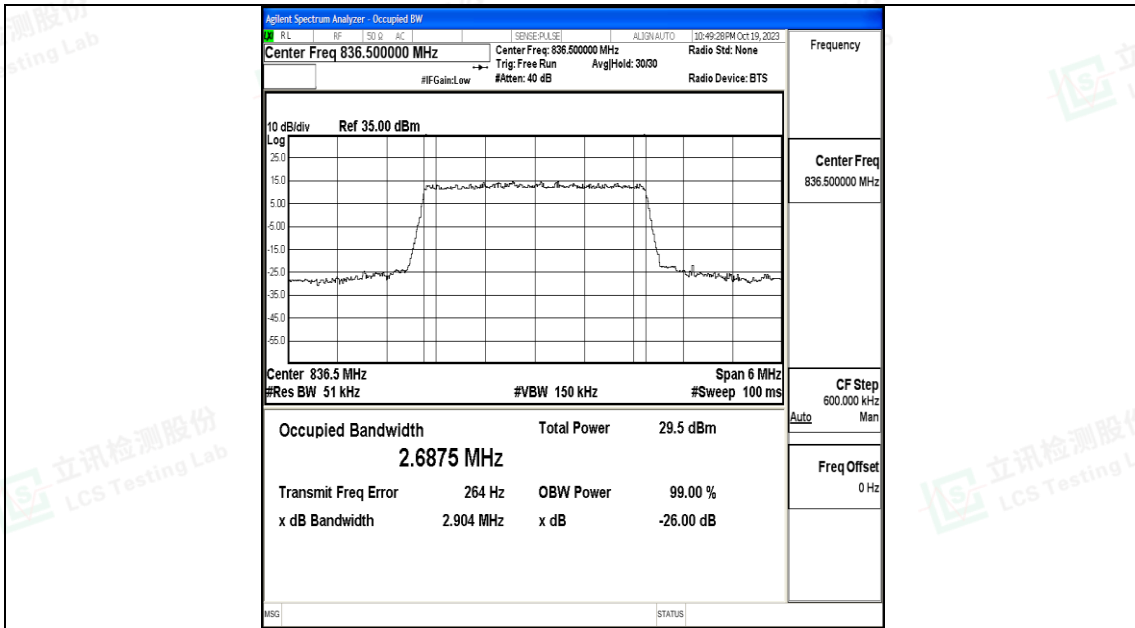 Agilent Spectrum Analyzer - Occupied BW
RL RF 50 Ω AC SENSE:PULSE ALIGN AUTO 10:49:28PM Oct 19, 2023
Center Freq 836.500000 MHz
Center Freq: 836.500000 MHz Radio Std: None
Trig: Free Run Avg|Hold: 30/30
#IFGain:Low #Atten: 40 dB Radio Device: BTS
10 dB/div Ref 35.00 dBm
Log
25.0
15.0
5.00
-5.00
-15.0
-25.0
-35.0
-45.0
-55.0
Center 836.5 MHz Span 6 MHz
#Res BW 51 kHz #VBW 150 kHz #Sweep 100 ms
Occupied Bandwidth Total Power 29.5 dBm
2.6875 MHz
Transmit Freq Error 264 Hz OBW Power 99.00 %
x dB Bandwidth 2.904 MHz x dB -26.00 dB
MSG STATUS
Frequency
Center Freq
836.500000 MHz
CF Step
600.000 kHz
Auto Man
Freq Offset
0 Hz
测股份
sting Lab
立讯检测股份
LCS Testing Lab
立讯检测股份
LCS Testing L
立